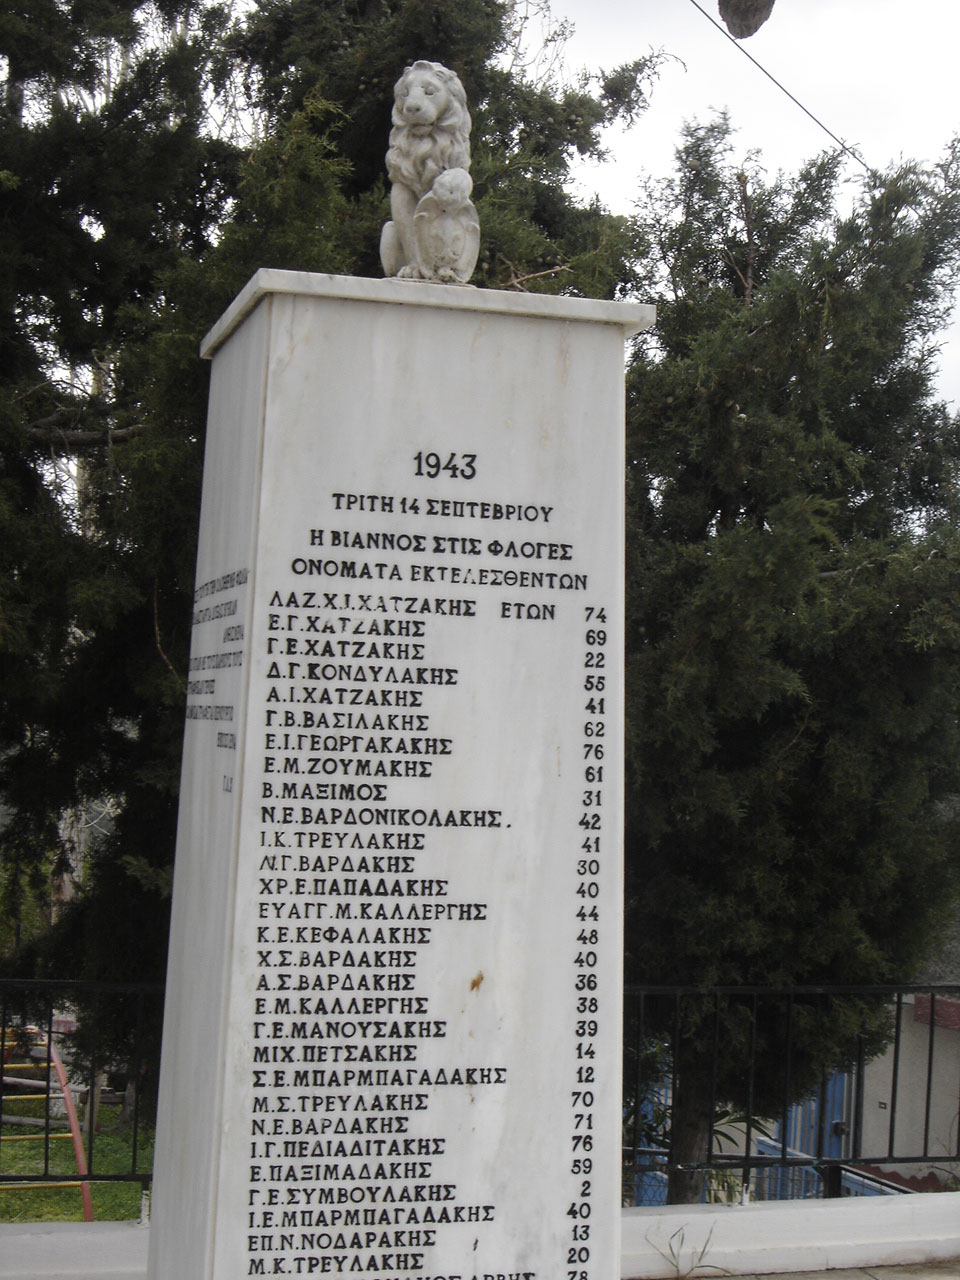 1943
ΤΡΙΤΗ 14 ΣΕΠΤΕΒΡΙΟΥ
Η ΒΙΑΝΝΟΣ ΣΤΙΣ ΦΛΟΓΕΣ
ΟΝΟΜΑΤΑ ΕΚΤΕΛΕΣΘΕΝΤΩΝ
ΛΑΖ.Χ.Ι.ΧΑΤΖΑΚΗΣ ΕΤΩΝ 74
Ε.Γ.ΧΑΤΖΑΚΗΣ 69
Γ.Ε.ΧΑΤΖΑΚΗΣ 22
Δ.Γ.ΚΟΝΔΥΛΑΚΗΣ 55
Α.Ι.ΧΑΤΖΑΚΗΣ 41
Γ.Β.ΒΑΣΙΛΑΚΗΣ 62
Ε.Ι.ΓΕΩΡΓΑΚΑΚΗΣ 76
Ε.Μ.ΖΟΥΜΑΚΗΣ 61
Β.ΜΑΞΙΜΟΣ 31
Ν.Ε.ΒΑΡΔΟΝΙΚΟΛΑΚΗΣ. 42
Ι.Κ.ΤΡΕΥΛΑΚΗΣ 41
Ν.Γ.ΒΑΡΔΑΚΗΣ 30
ΧΡ.Ε.ΠΑΠΑΔΑΚΗΣ 40
ΕΥΑΓΓ.Μ.ΚΑΛΛΕΡΓΗΣ 44
Κ.Ε.ΚΕΦΑΛΑΚΗΣ 48
Χ.Σ.ΒΑΡΔΑΚΗΣ 40
Α.Σ.ΒΑΡΔΑΚΗΣ 36
Ε.Μ.ΚΑΛΛΕΡΓΗΣ 38
Γ.Ε.ΜΑΝΟΥΣΑΚΗΣ 39
ΜΙΧ.ΠΕΤΣΑΚΗΣ 14
Σ.Ε.ΜΠΑΡΜΠΑΓΑΔΑΚΗΣ 12
Μ.Σ.ΤΡΕΥΛΑΚΗΣ 70
Ν.Ε.ΒΑΡΔΑΚΗΣ 71
Ι.Γ.ΠΕΔΙΑΔΙΤΑΚΗΣ 76
Ε.ΠΑΞΙΜΑΔΑΚΗΣ 59
Γ.Ε.ΣΥΜΒΟΥΛΑΚΗΣ 2
Ι.Ε.ΜΠΑΡΜΠΑΓΑΔΑΚΗΣ 40
ΕΠ.Ν.ΝΟΔΑΡΑΚΗΣ 13
Μ.Κ.ΤΡΕΥΛΑΚΗΣ 20
78